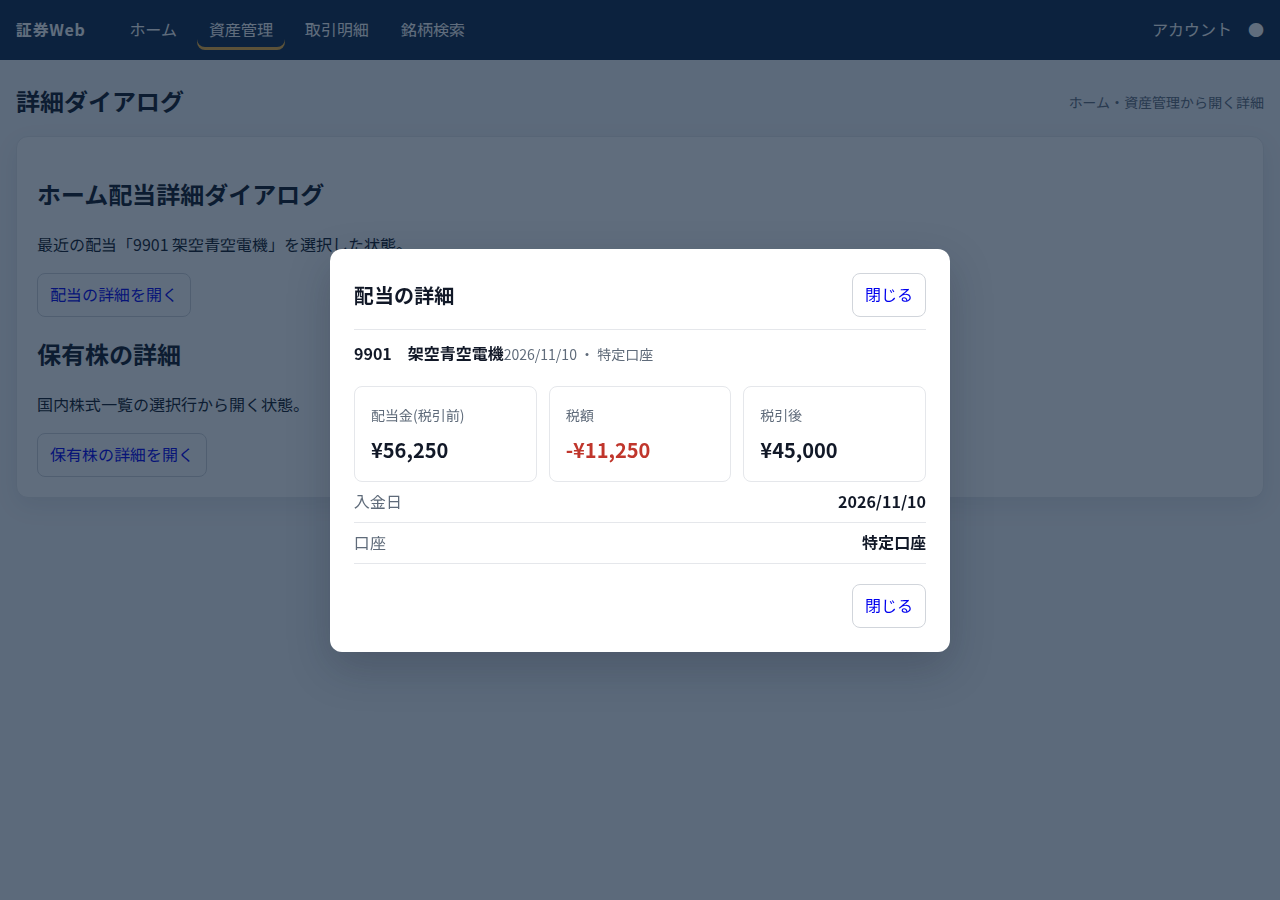 証券Web ホーム 資産管理 取引明細 銘柄検索 アカウント
詳細ダイアログ ホーム・資産管理から開く詳細
ホーム配当詳細ダイアログ
最近の配当「9901 架空青空電機」を選択した状態。
配当の詳細を開く
保有株の詳細
国内株式一覧の選択行から開く状態。
保有株の詳細を開く
配当の詳細 閉じる
9901 架空青空電機2026/11/10 ・ 特定口座
配当金(税引前) 税額 税引後
¥56,250 -¥11,250 ¥45,000
入金日 2026/11/10
口座 特定口座
閉じる